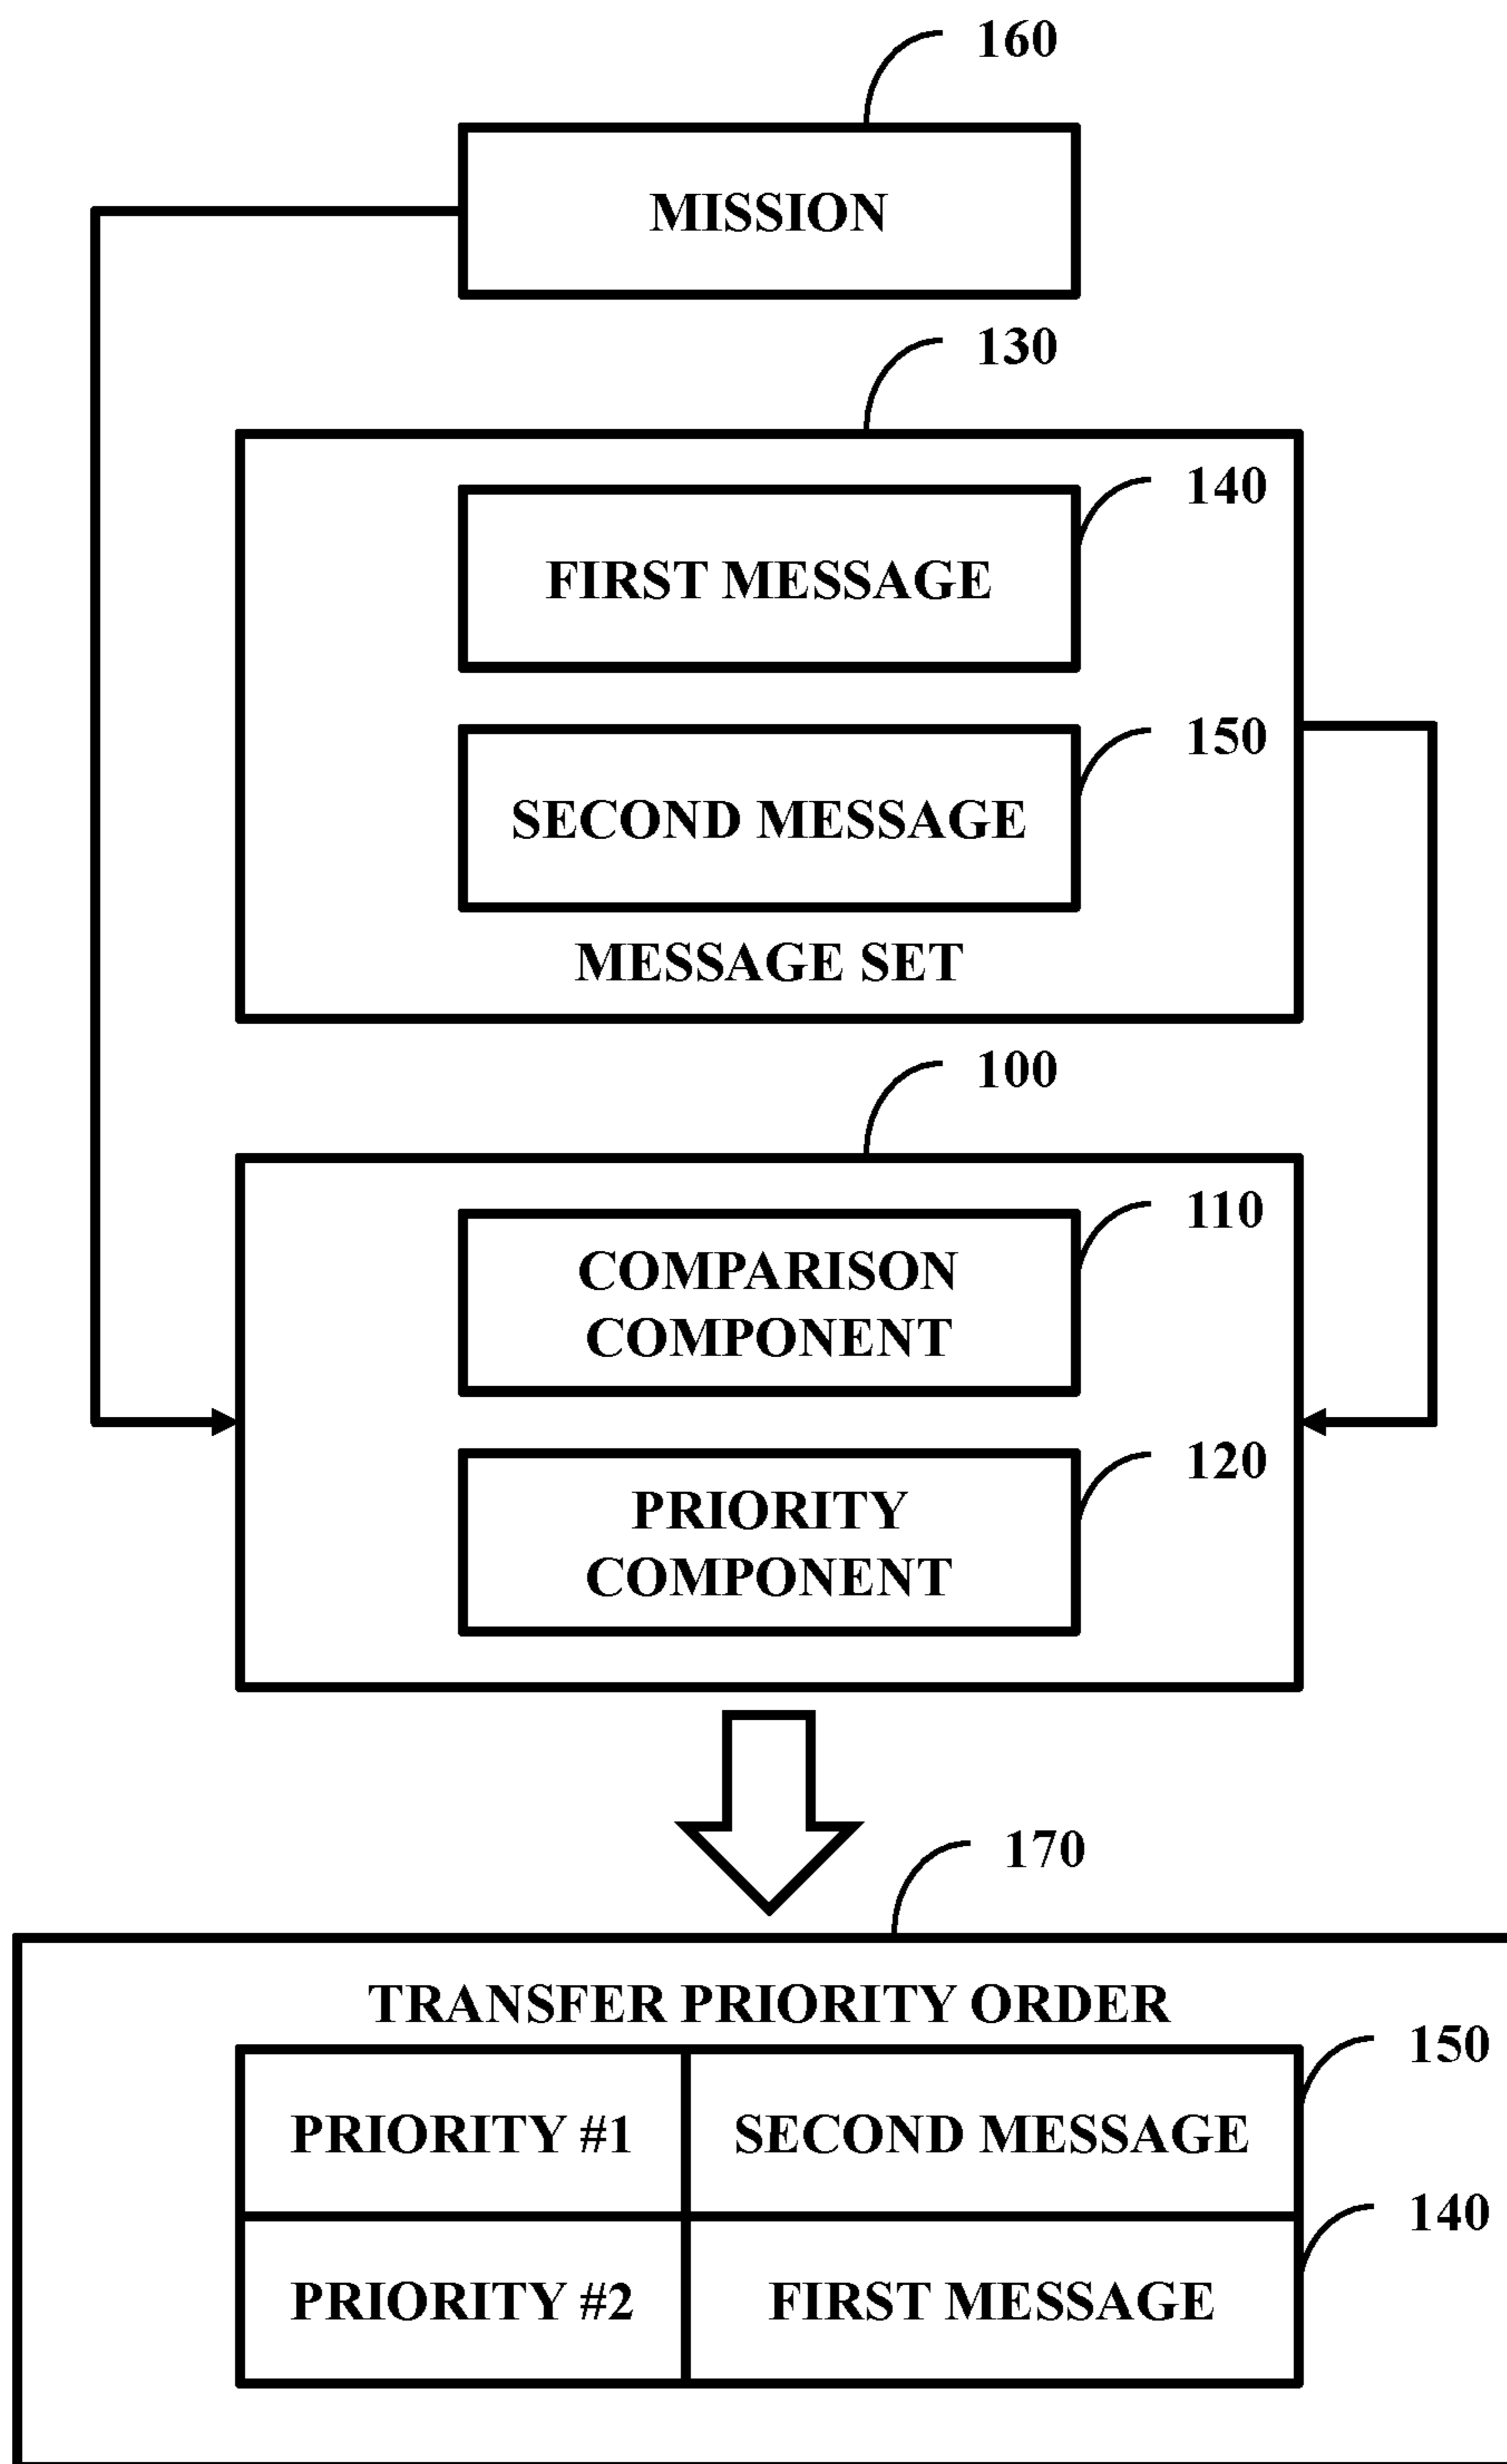 160
MISSION
130
140
FIRST MESSAGE
150
SECOND MESSAGE
MESSAGE SET
100
110
COMPARISON
COMPONENT
120
PRIORITY
COMPONENT
170
TRANSFER PRIORITY ORDER
150
PRIORITY #1 SECOND MESSAGE
140
PRIORITY #2 FIRST MESSAGE